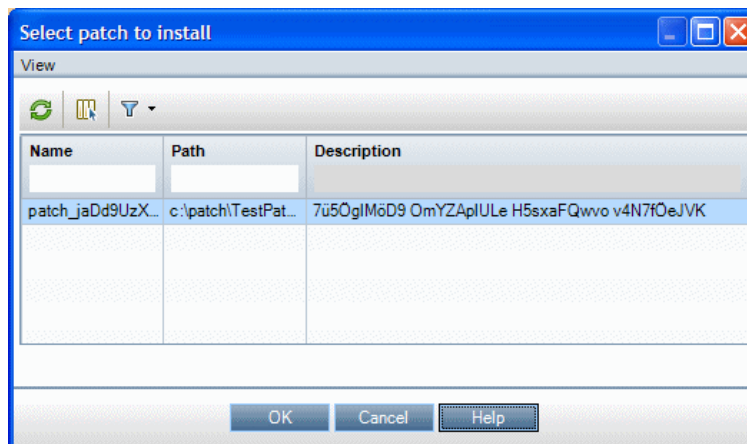 Select patch to install
View
Name Path Description
patch_jaDd9UzX... c:\patch\TestPat... 7ü5ÖglMöD9 OmYZAplULe H5sxaFQwvo v4N7fÖeJVK
OK Cancel Help